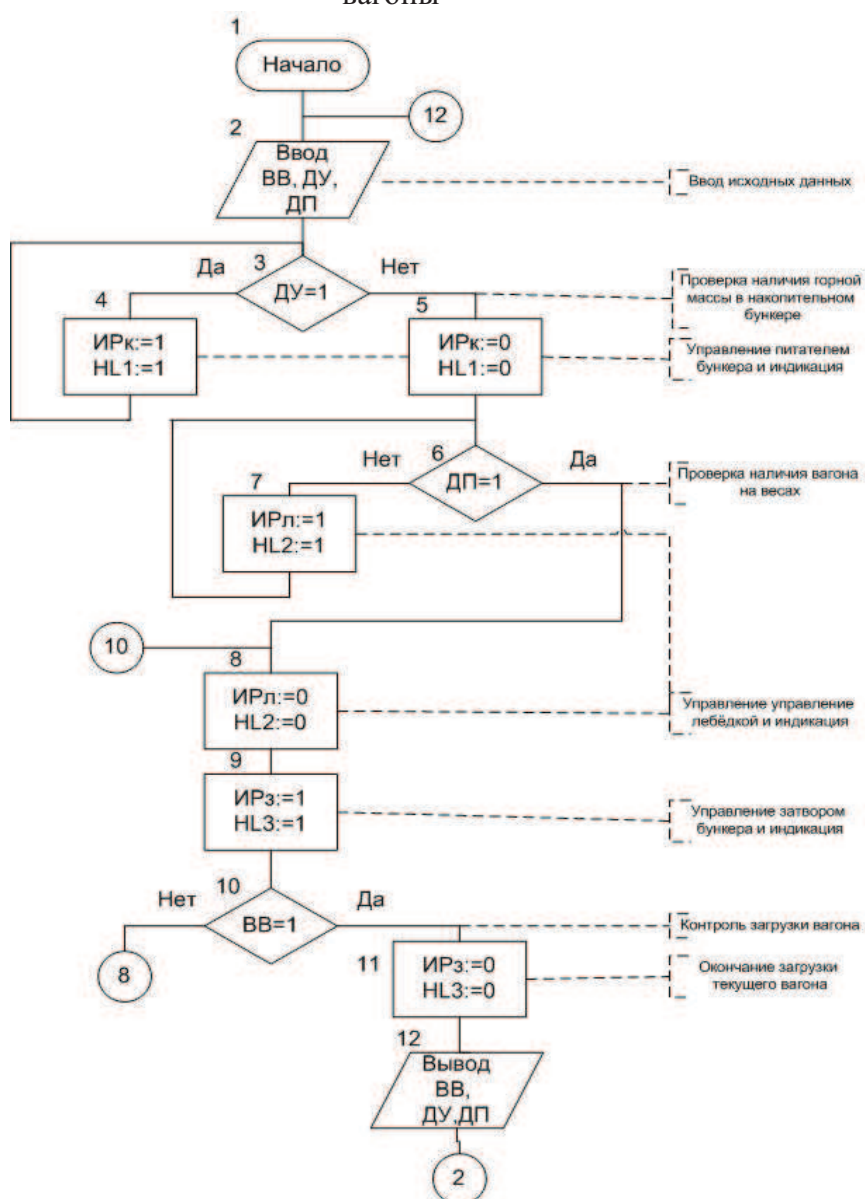 вагоны
1
Начало
12
2
Ввод
ВВ, ДУ,
ДП
Ввод исходных данных
Да
3
Нет
ДУ=1
4
5
Проверка наличия горной
массы в накопительном
бункере
ИРк:=1
HL1:=1
ИРк:=0
HL1:=0
Управление питателем
бункера и индикация
6
Нет
Да
ДП=1
Проверка наличия вагона
на весах
7
ИРл:=1
HL2:=1
10
8
ИРл:=0
HL2:=0
Управление управление
лебёдкой и индикация
9
ИРз:=1
HL3:=1
Управление затвором
бункера и индикация
10
Нет
Да
ВВ=1
Контроль загрузки вагона
8
11
ИРз:=0
HL3:=0
Окончание загрузки
текущего вагона
12
Вывод
ВВ,
ДУ,ДП
2